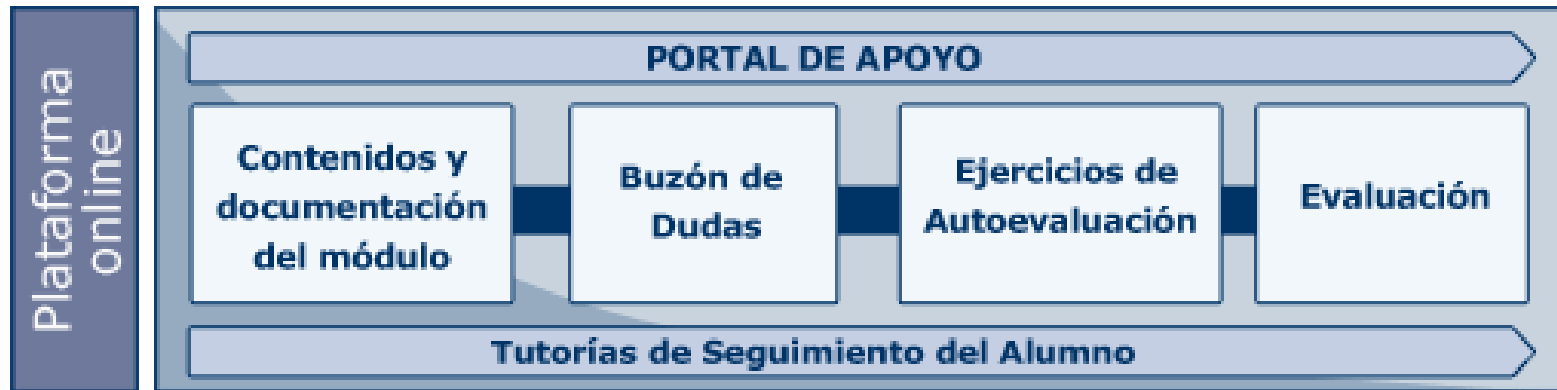 Plataforma
online
PORTAL DE APOYO
Contenidos y
documentación
del módulo
Buzón de
Dudas
Ejercicios de
Autoevaluación
Evaluación
Tutorías de Seguimiento del Alumno